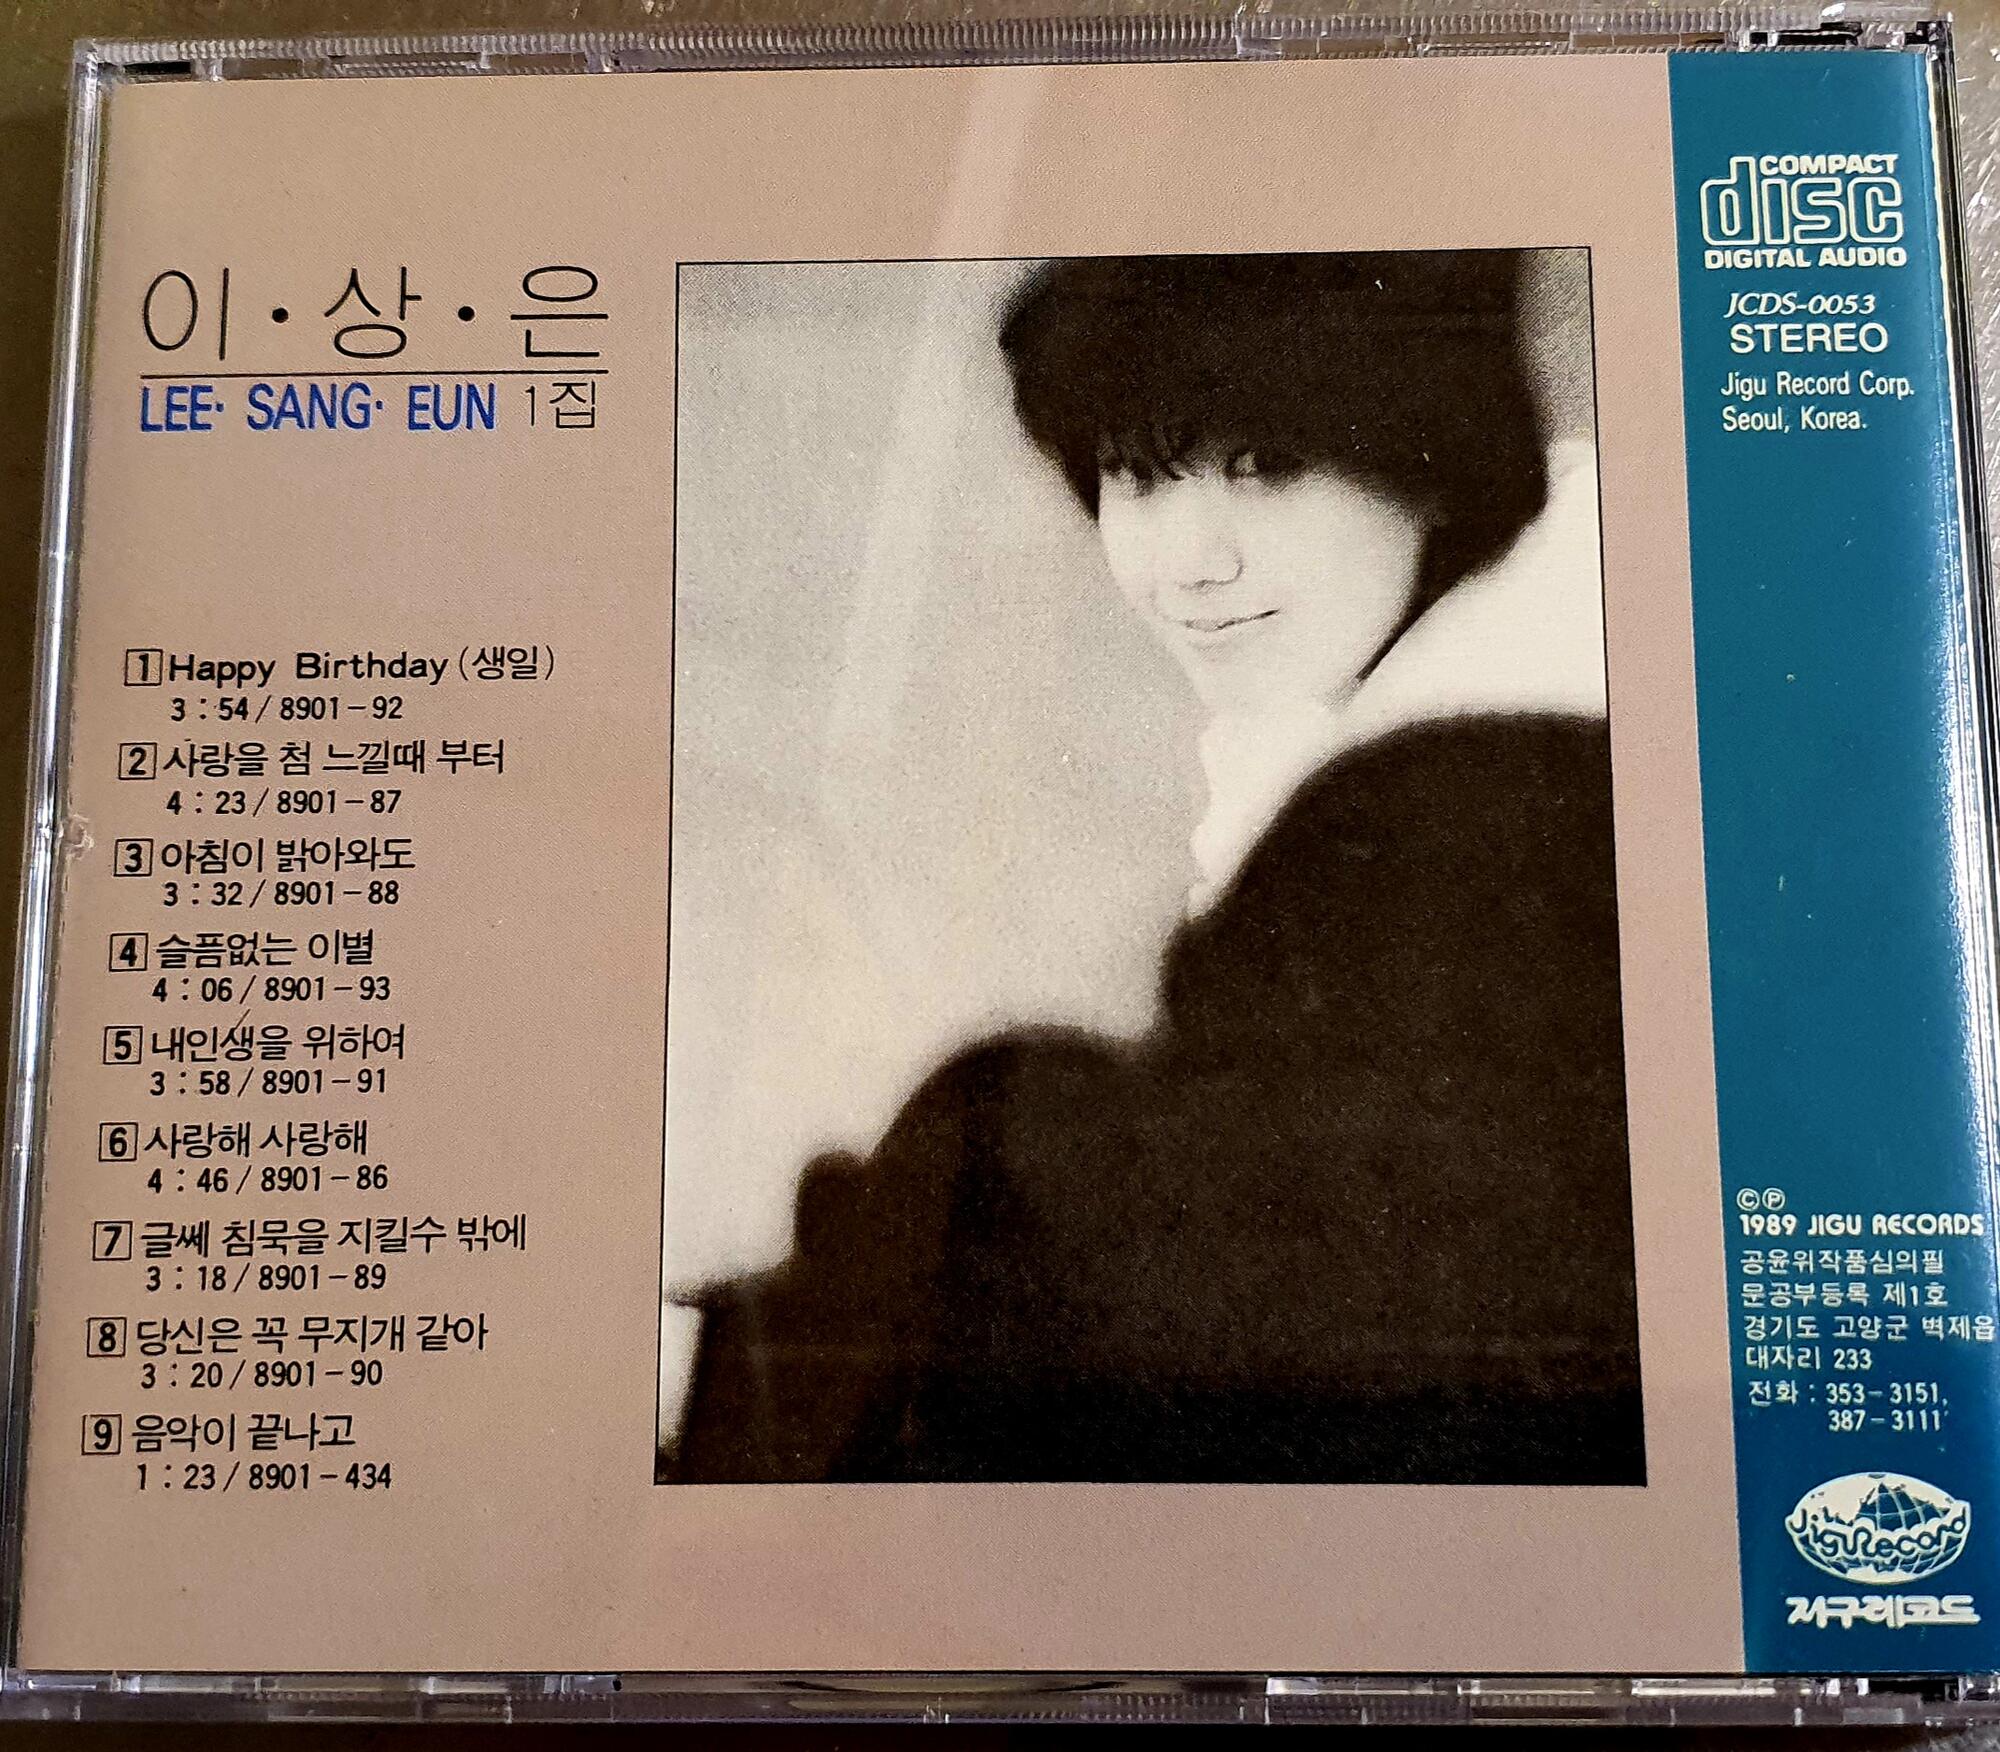 이·상·은
LEE· SANG· EUN 1집
1 Happy Birthday (생일)
3:54/8901-92
2 사랑을 첨 느낄때 부터
4:23/8901-87
3 아침이 밝아와도
3:32/8901-88
4 슬픔없는 이별
4:06/8901-93
5 내인생을 위하여
3:58/8901-91
6 사랑해 사랑해
4:46/8901-86
7 글쎄 침묵을 지킬수 밖에
3:18/8901-89
8 당신은 꼭 무지개 같아
3:20/8901-90
9 음악이 끝나고
1:23/8901-434
COMPACT
disc
DIGITAL AUDIO
JCDS-0053
STEREO
Jigu Record Corp.
Seoul, Korea.
©℗
1989 JIGU RECORDS
공윤위작품심의필
문공부등록 제1호
경기도 고양군 벽제읍
대자리 233
전화 : 353-3151,
387-3111
Jigu Record
지구레코드